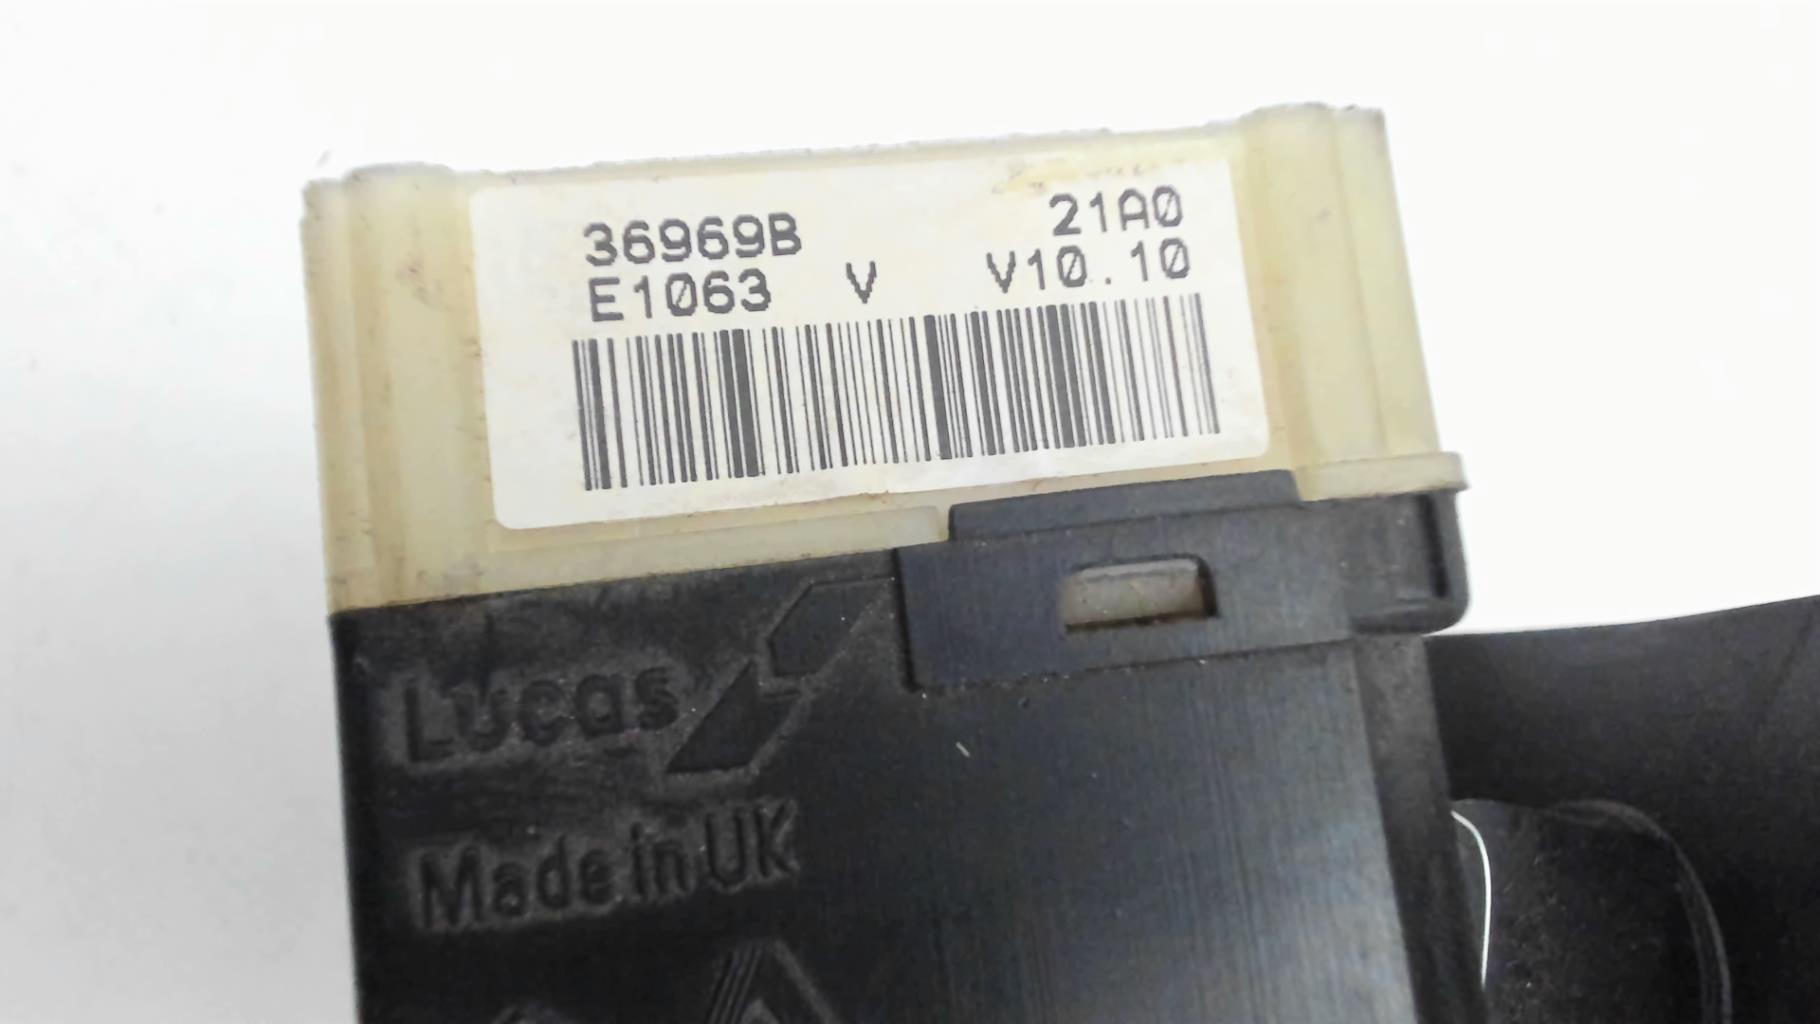 36969B 21A0
E1063 V V10.10
Lucas
Made in UK